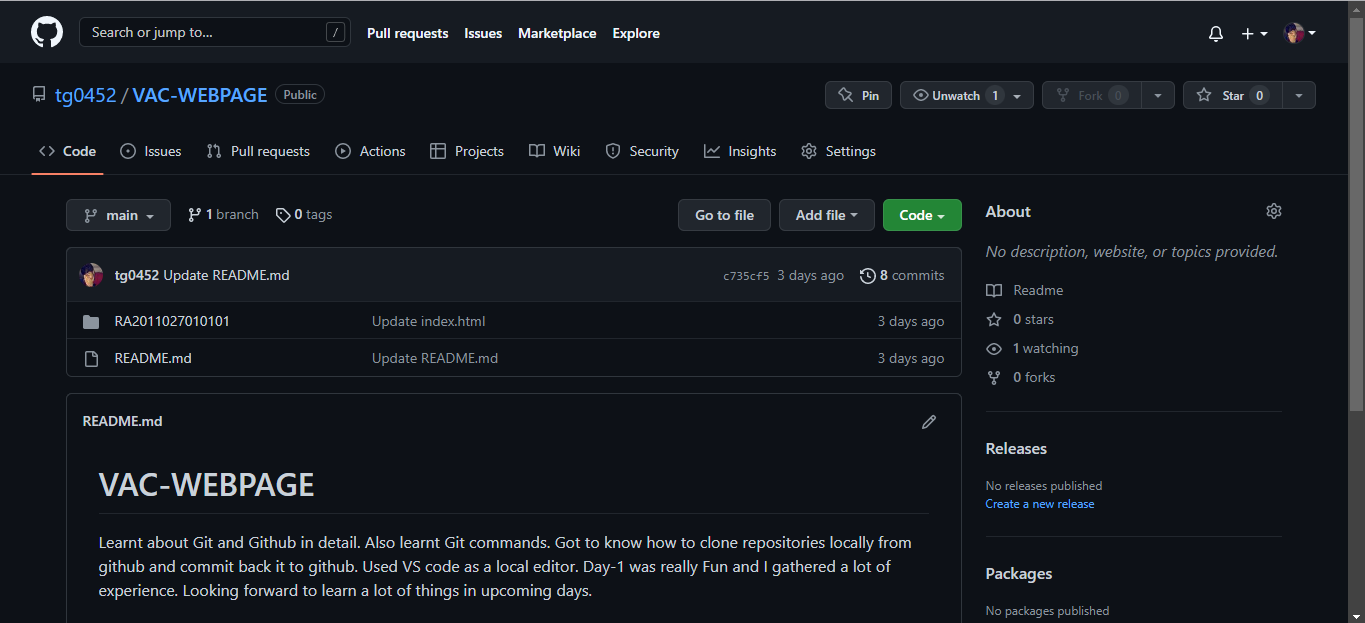 Search or jump to... /
Pull requests Issues Marketplace Explore
tg0452 / VAC-WEBPAGE Public
Pin Unwatch 1 Fork 0 Star 0
Code Issues Pull requests Actions Projects Wiki Security Insights Settings
main 1 branch 0 tags Go to file Add file Code
tg0452 Update README.md c735cf5 3 days ago 8 commits
RA2011027010101 Update index.html 3 days ago
README.md Update README.md 3 days ago
README.md
VAC-WEBPAGE
Learnt about Git and Github in detail. Also learnt Git commands. Got to know how to clone repositories locally from
github and commit back it to github. Used VS code as a local editor. Day-1 was really Fun and I gathered a lot of
experience. Looking forward to learn a lot of things in upcoming days.
About
No description, website, or topics provided.
Readme
0 stars
1 watching
0 forks
Releases
No releases published
Create a new release
Packages
No packages published